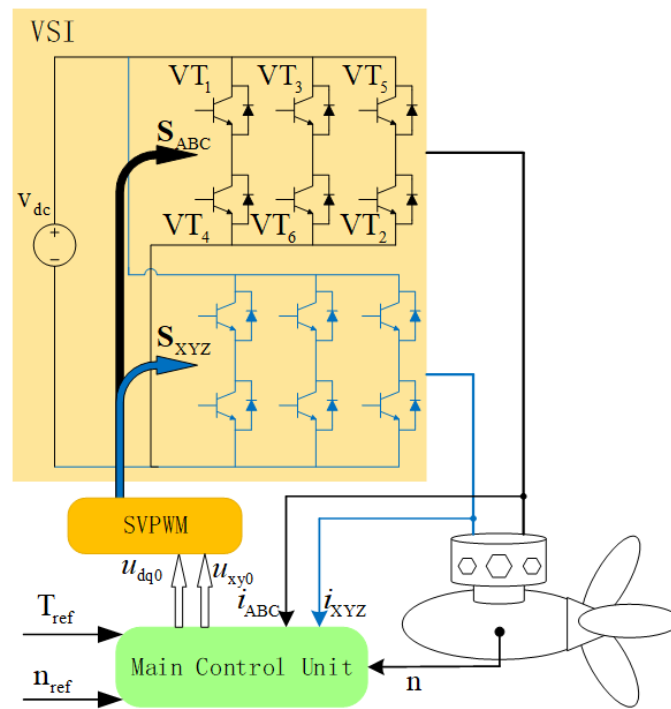 VSI
VT1 VT3 VT5
SABC
vdc
VT4 VT6 VT2
SXYZ
SVPWM
udq0 uxy0
iABC iXYZ
Tref
Main Control Unit
nref
n